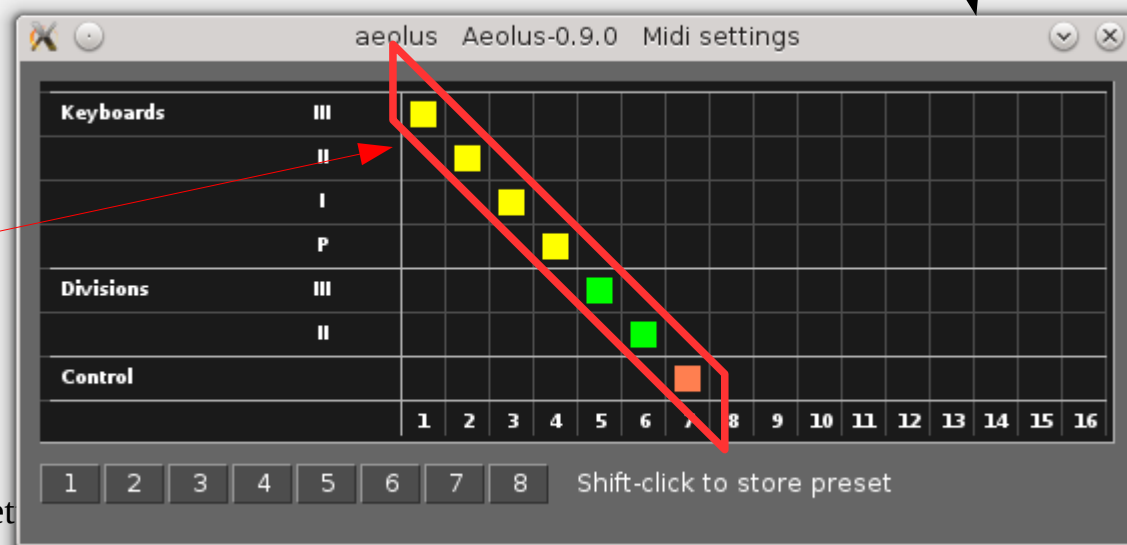 aeolus Aeolus-0.9.0 Midi settings
Keyboards III
II
I
P
Divisions III
II
Control
1 2 3 4 5 6 7 8 9 10 11 12 13 14 15 16
1 2 3 4 5 6 7 8 Shift-click to store preset
et